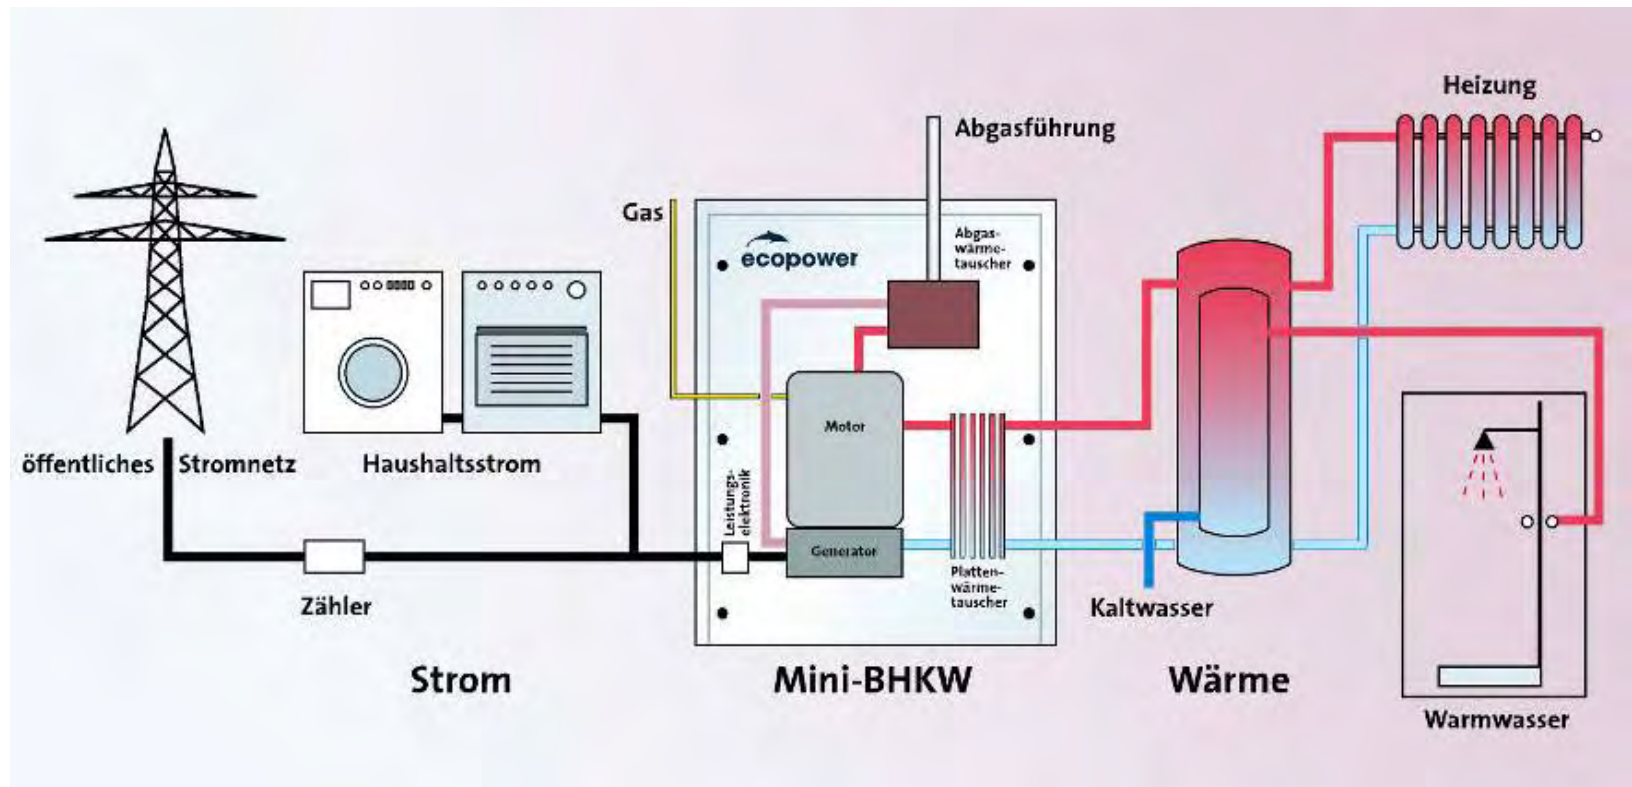 Heizung
Abgasführung
Gas
Abgas-
wärme-
tauscher
ecopower
Motor
öffentliches Stromnetz
Haushaltsstrom
Leistungs-
elektronik
Generator
Platten-
wärme-
tauscher
Zähler
Kaltwasser
Strom
Mini-BHKW
Wärme
Warmwasser